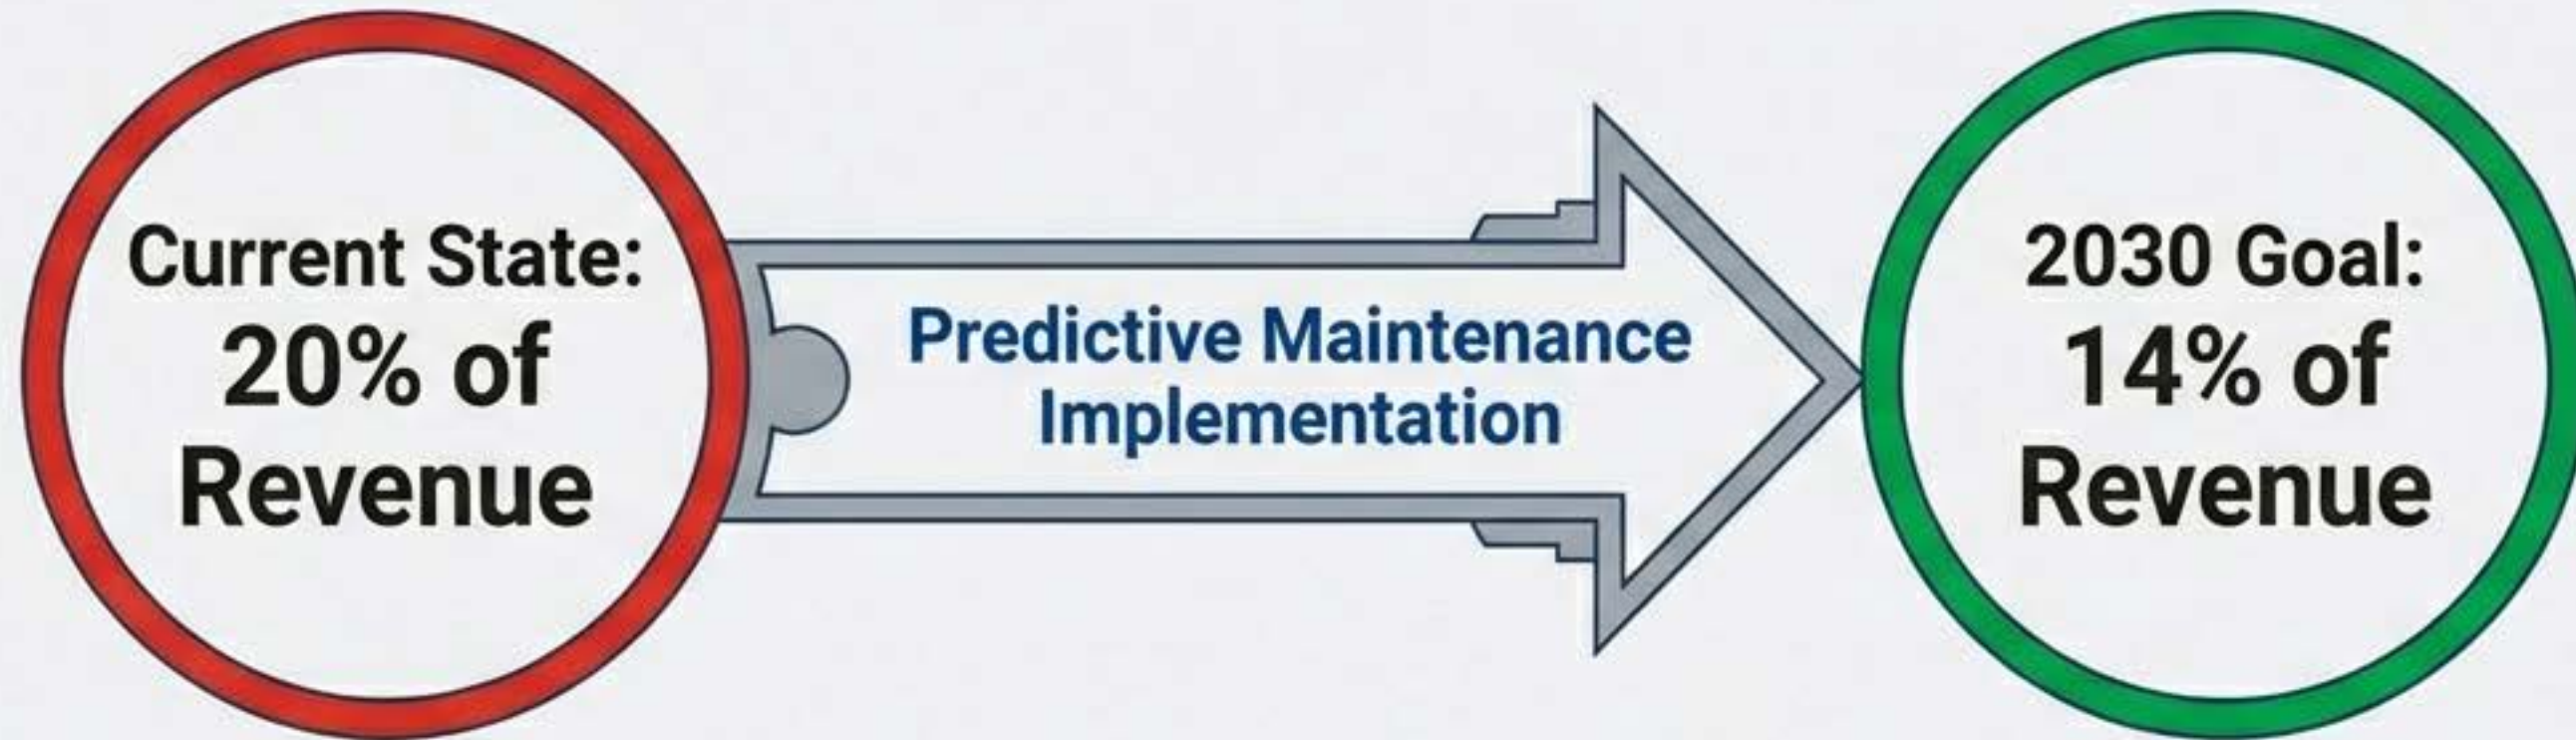 Current State:
20% of
Revenue
Predictive Maintenance
Implementation
2030 Goal:
14% of
Revenue